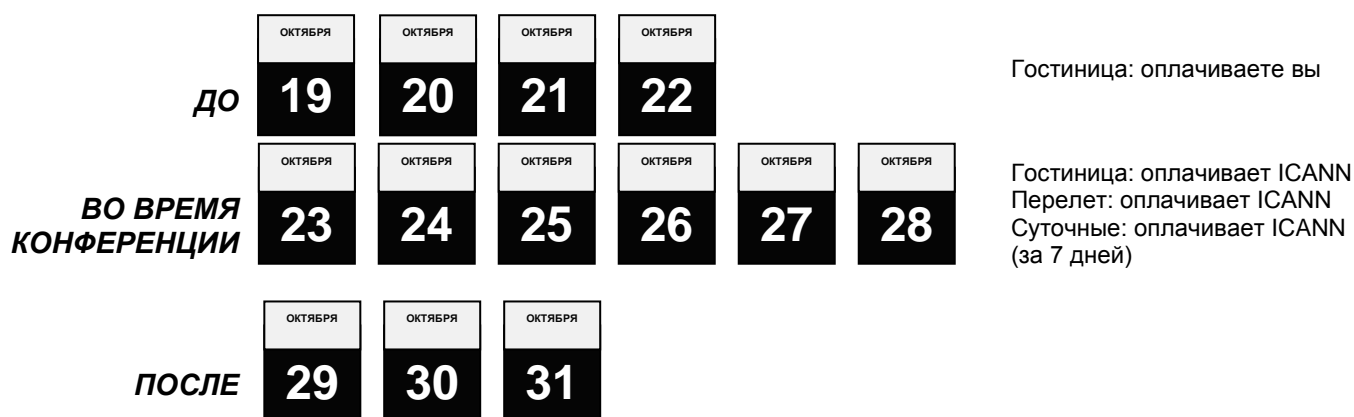 ОКТЯБРЯ ОКТЯБРЯ ОКТЯБРЯ ОКТЯБРЯ
ДО 19 20 21 22
Гостиница: оплачиваете вы
ОКТЯБРЯ ОКТЯБРЯ ОКТЯБРЯ ОКТЯБРЯ ОКТЯБРЯ ОКТЯБРЯ
ВО ВРЕМЯ
КОНФЕРЕНЦИИ
23 24 25 26 27 28
Гостиница: оплачивает ICANN
Перелет: оплачивает ICANN
Суточные: оплачивает ICANN
(за 7 дней)
ОКТЯБРЯ ОКТЯБРЯ ОКТЯБРЯ
ПОСЛЕ 29 30 31